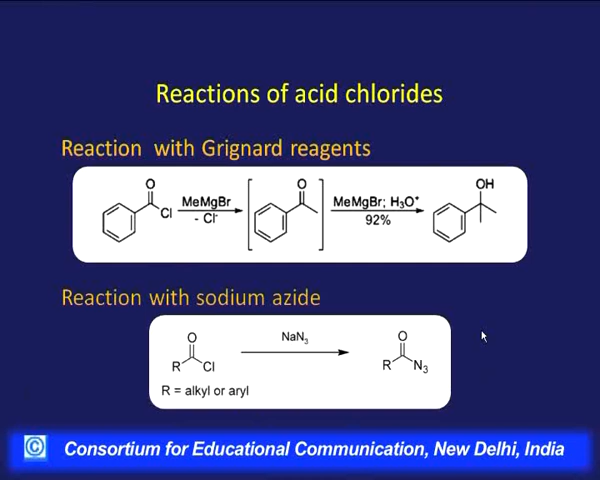 Reactions of acid chlorides
Reaction with Grignard reagents
O
Cl
MeMgBr
- Cl⁻
O
MeMgBr; H₃O⁺
92%
OH
Reaction with sodium azide
O
R
Cl
NaN₃
O
R
N₃
R = alkyl or aryl
© Consortium for Educational Communication, New Delhi, India